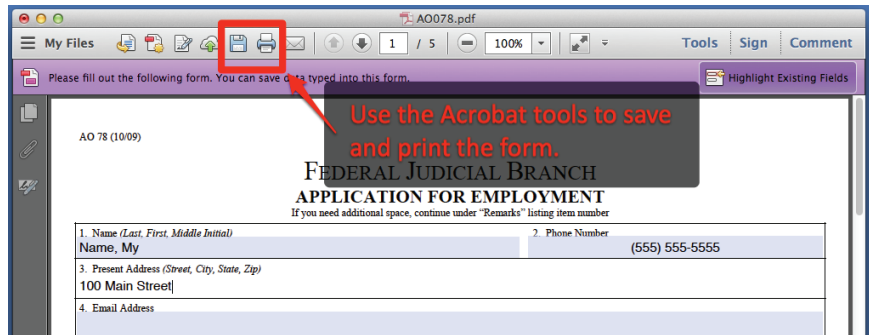 AO078.pdf
My Files 1 / 5 100% Tools Sign Comment
Please fill out the following form. You can save data typed into this form. Highlight Existing Fields
Use the Acrobat tools to save
and print the form.
AO 78 (10/09)
FEDERAL JUDICIAL BRANCH
APPLICATION FOR EMPLOYMENT
If you need additional space, continue under “Remarks” listing item number
1. Name (Last, First, Middle Initial) 2. Phone Number
Name, My (555) 555-5555
3. Present Address (Street, City, State, Zip)
100 Main Street
4. Email Address